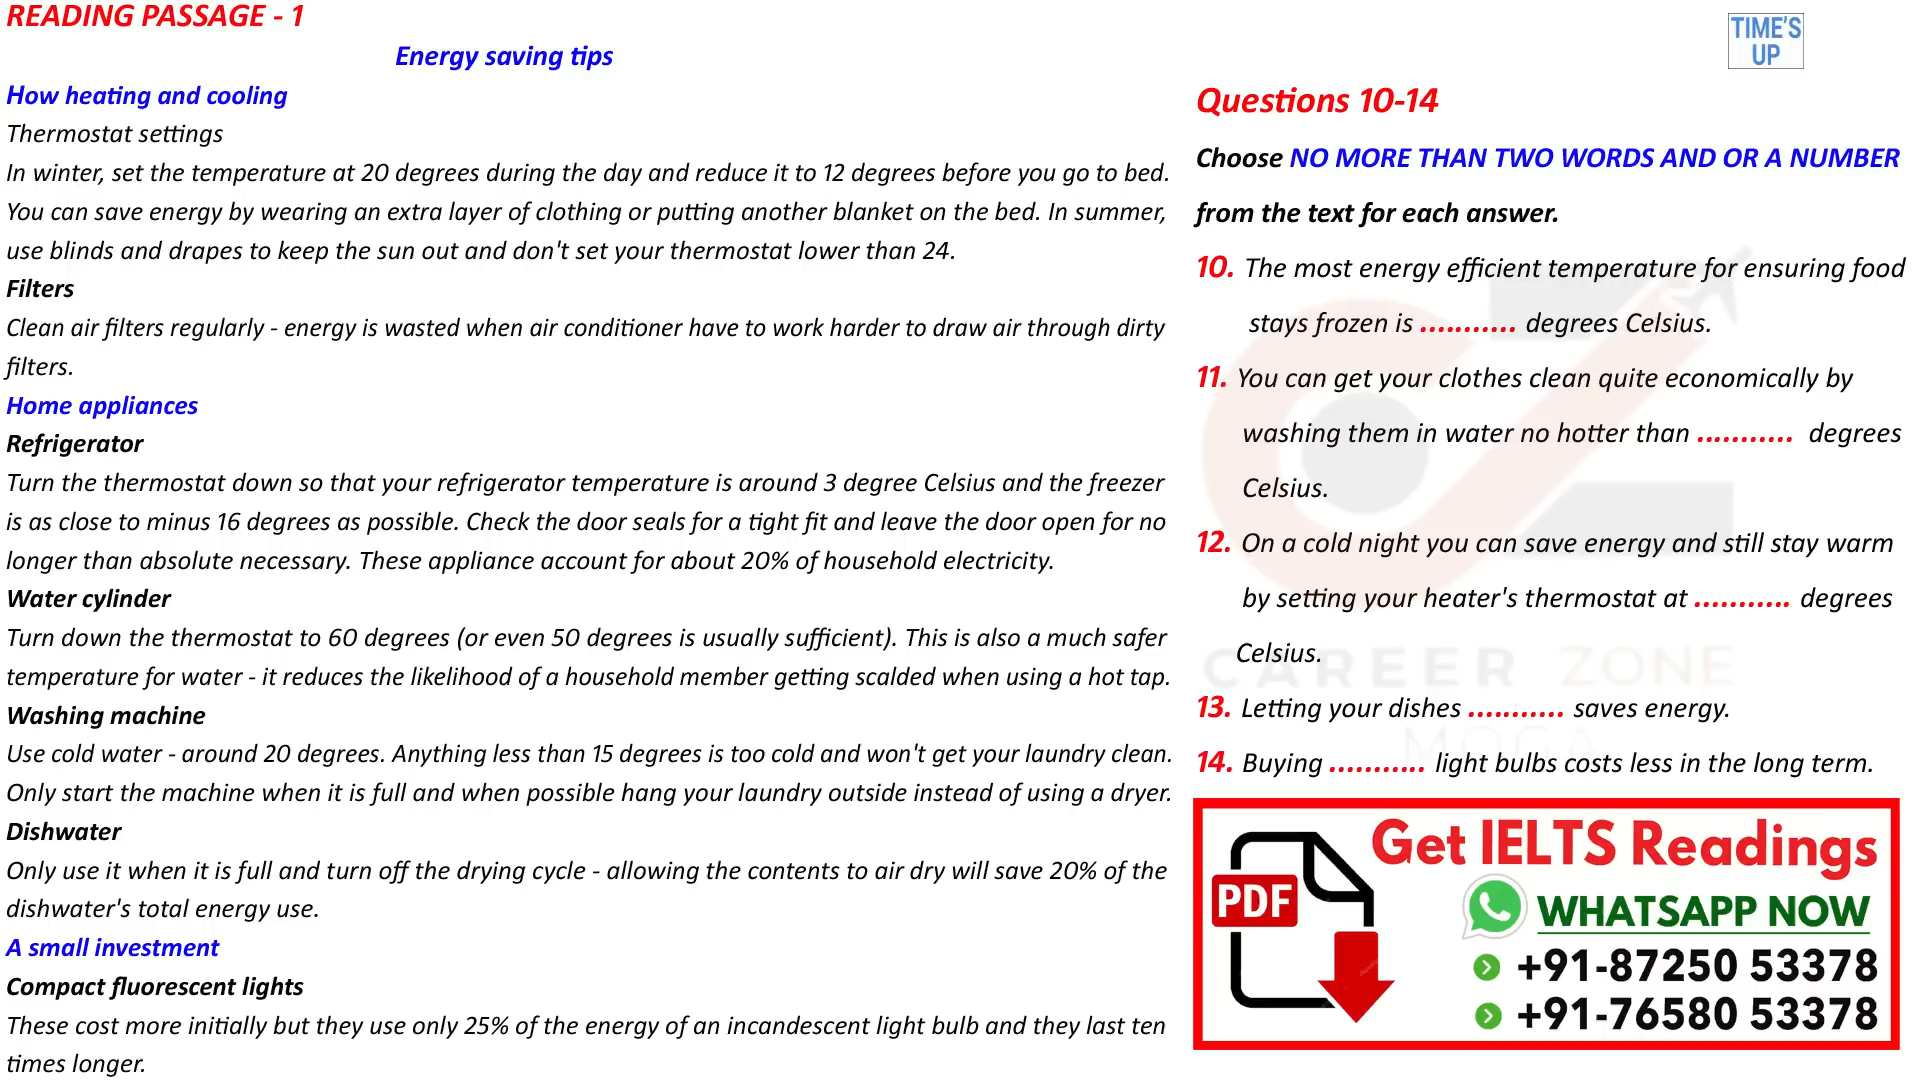 READING PASSAGE - 1
Energy saving tips
How heating and cooling
Thermostat settings
In winter, set the temperature at 20 degrees during the day and reduce it to 12 degrees before you go to bed.
You can save energy by wearing an extra layer of clothing or putting another blanket on the bed. In summer,
use blinds and drapes to keep the sun out and don't set your thermostat lower than 24.
Filters
Clean air filters regularly - energy is wasted when air conditioner have to work harder to draw air through dirty
filters.
Home appliances
Refrigerator
Turn the thermostat down so that your refrigerator temperature is around 3 degree Celsius and the freezer
is as close to minus 16 degrees as possible. Check the door seals for a tight fit and leave the door open for no
longer than absolute necessary. These appliance account for about 20% of household electricity.
Water cylinder
Turn down the thermostat to 60 degrees (or even 50 degrees is usually sufficient). This is also a much safer
temperature for water - it reduces the likelihood of a household member getting scalded when using a hot tap.
Washing machine
Use cold water - around 20 degrees. Anything less than 15 degrees is too cold and won't get your laundry clean.
Only start the machine when it is full and when possible hang your laundry outside instead of using a dryer.
Dishwater
Only use it when it is full and turn off the drying cycle - allowing the contents to air dry will save 20% of the
dishwater's total energy use.
A small investment
Compact fluorescent lights
These cost more initially but they use only 25% of the energy of an incandescent light bulb and they last ten
times longer.
TIME'S
UP
Questions 10-14
Choose NO MORE THAN TWO WORDS AND OR A NUMBER
from the text for each answer.
10. The most energy efficient temperature for ensuring food
stays frozen is ........... degrees Celsius.
11. You can get your clothes clean quite economically by
washing them in water no hotter than ........... degrees
Celsius.
12. On a cold night you can save energy and still stay warm
by setting your heater's thermostat at ........... degrees
Celsius.
13. Letting your dishes ........... saves energy.
14. Buying ........... light bulbs costs less in the long term.
CAREER ZONE
MOGA
Get IELTS Readings
PDF
WHATSAPP NOW
+91-87250 53378
+91-76580 53378